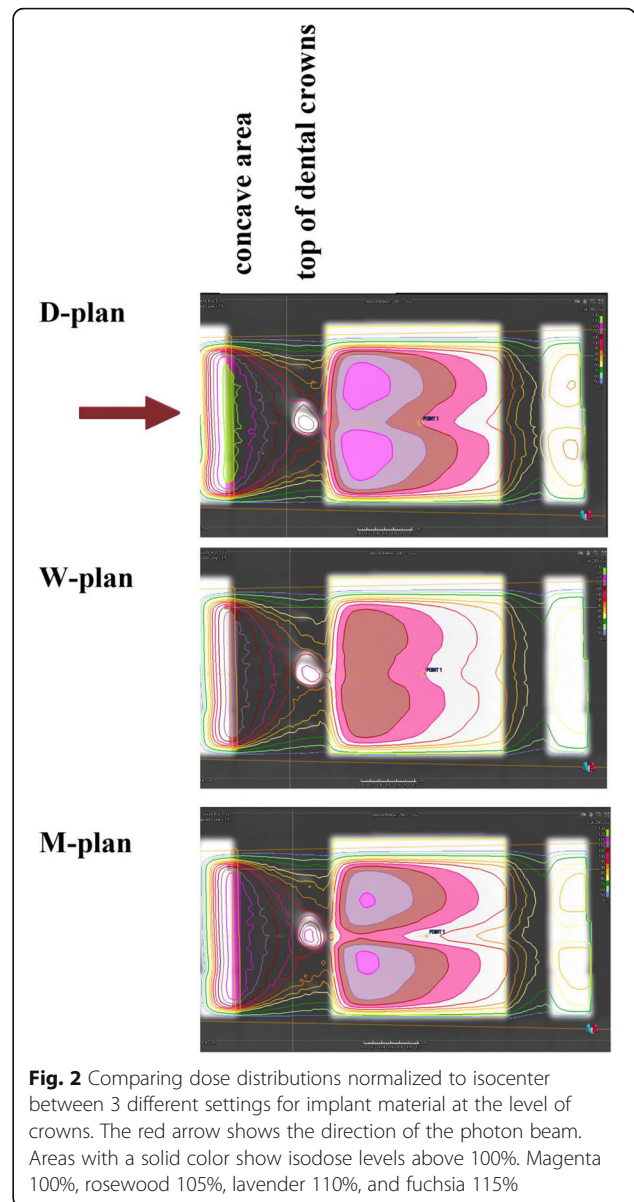 concave area
top of dental crowns
D-plan
POINT 1
W-plan
POINT 1
M-plan
POINT 1
Fig. 2 Comparing dose distributions normalized to isocenter
between 3 different settings for implant material at the level of
crowns. The red arrow shows the direction of the photon beam.
Areas with a solid color show isodose levels above 100%. Magenta
100%, rosewood 105%, lavender 110%, and fuchsia 115%